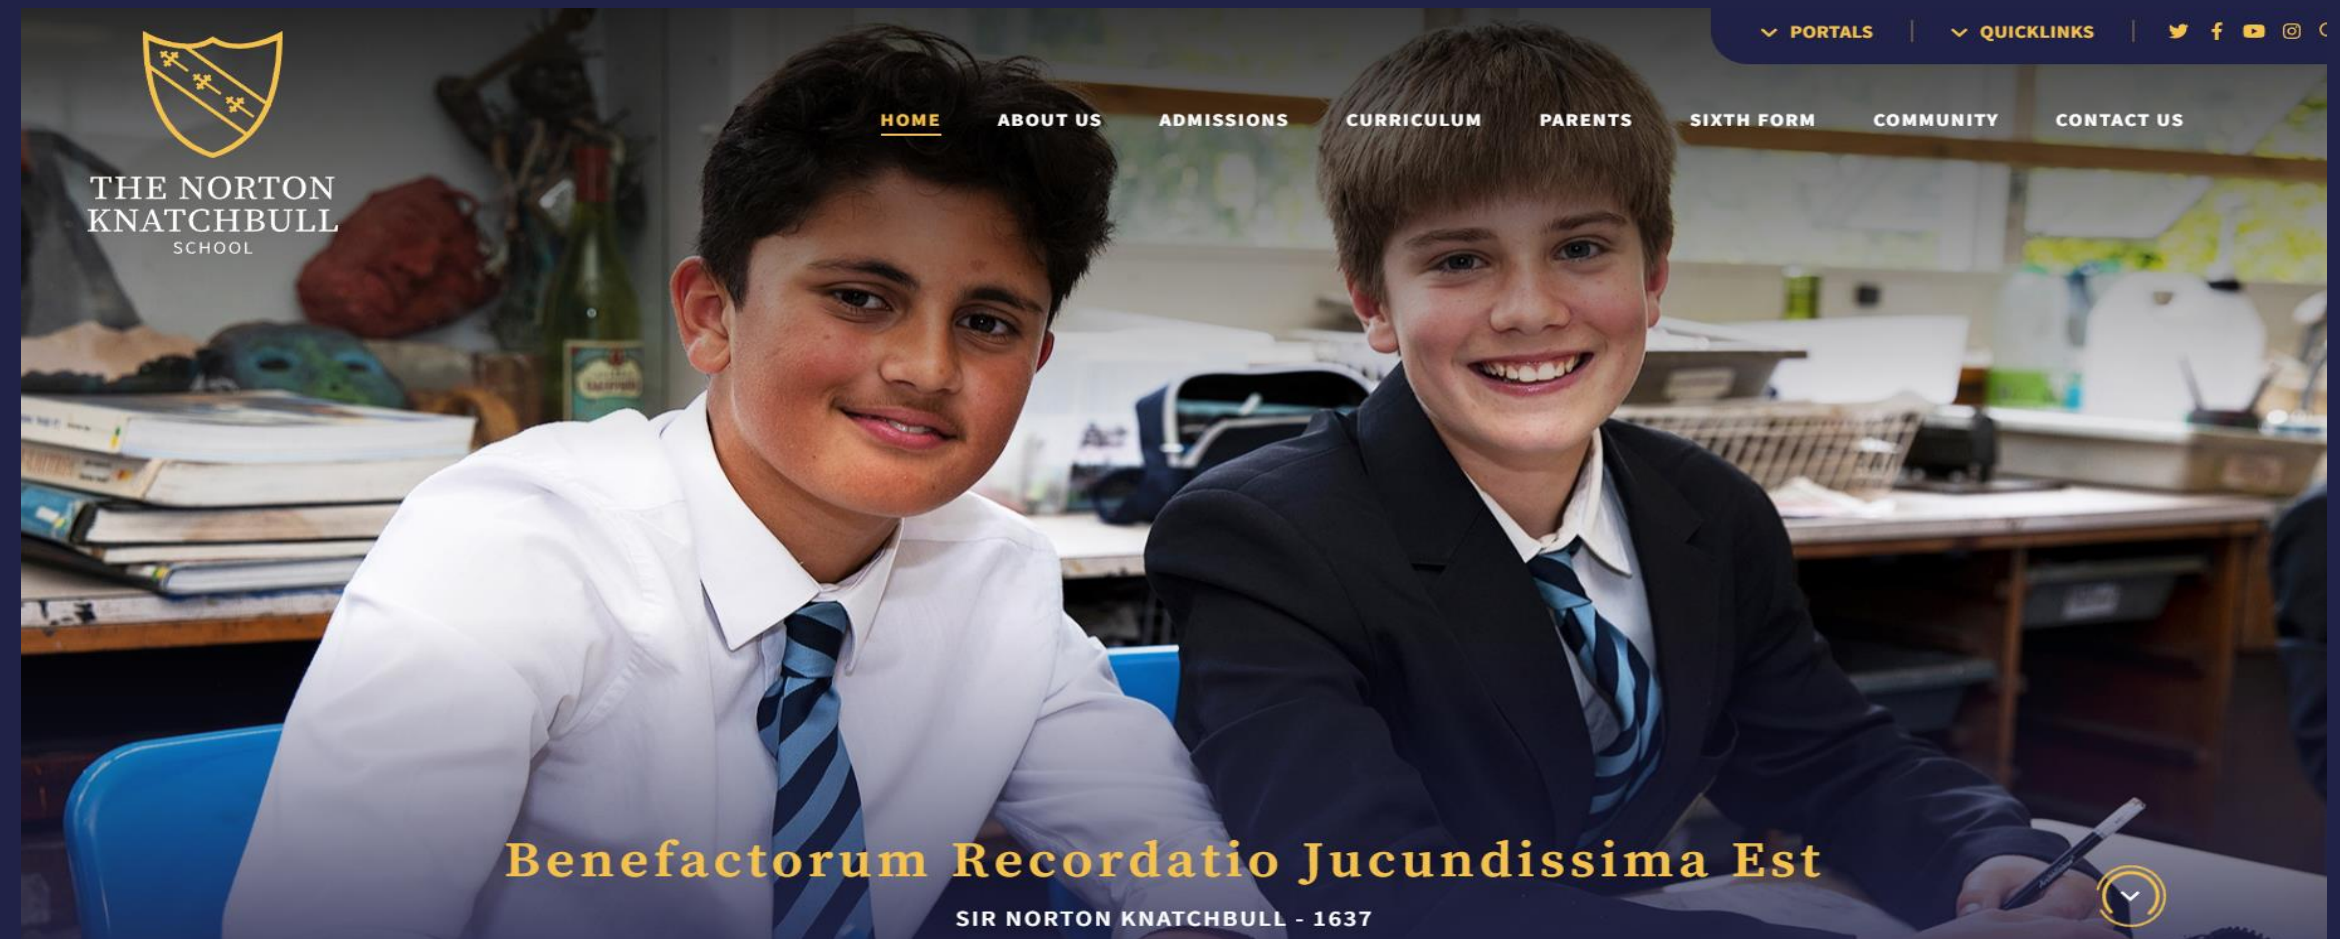 PORTALS
QUICKLINKS
HOME
ABOUT US
ADMISSIONS
CURRICULUM
PARENTS
SIXTH FORM
COMMUNITY
CONTACT US
THE NORTON
KNATCHBULL
SCHOOL
Benefactorum Recordatio Jucundissima Est
SIR NORTON KNATCHBULL - 1637